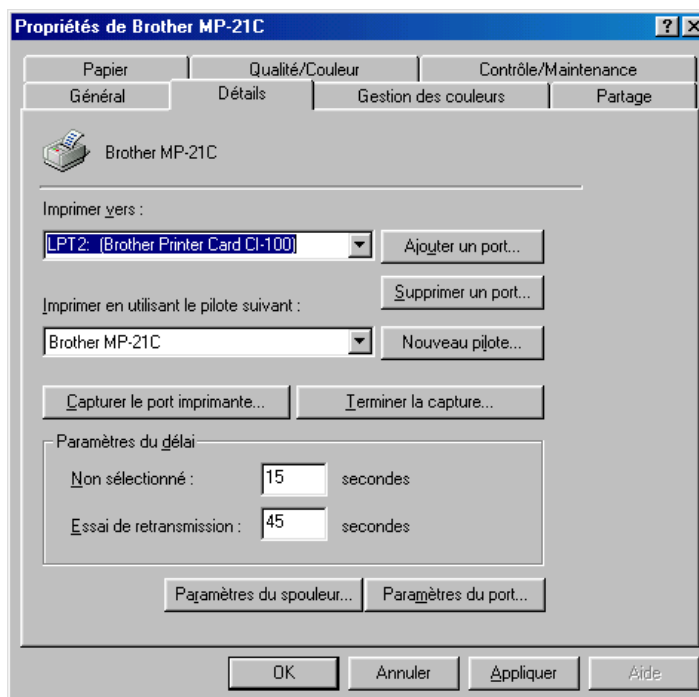 Propriétés de Brother MP-21C
Papier
Qualité/Couleur
Contrôle/Maintenance
Général
Détails
Gestion des couleurs
Partage
Brother MP-21C
Imprimer vers :
LPT2: (Brother Printer Card CI-100)
Ajouter un port...
Supprimer un port...
Imprimer en utilisant le pilote suivant :
Brother MP-21C
Nouveau pilote...
Capturer le port imprimante...
Terminer la capture...
Paramètres du délai
Non sélectionné :
15
secondes
Essai de retransmission :
45
secondes
Paramètres du spouleur...
Paramètres du port...
OK
Annuler
Appliquer
Aide